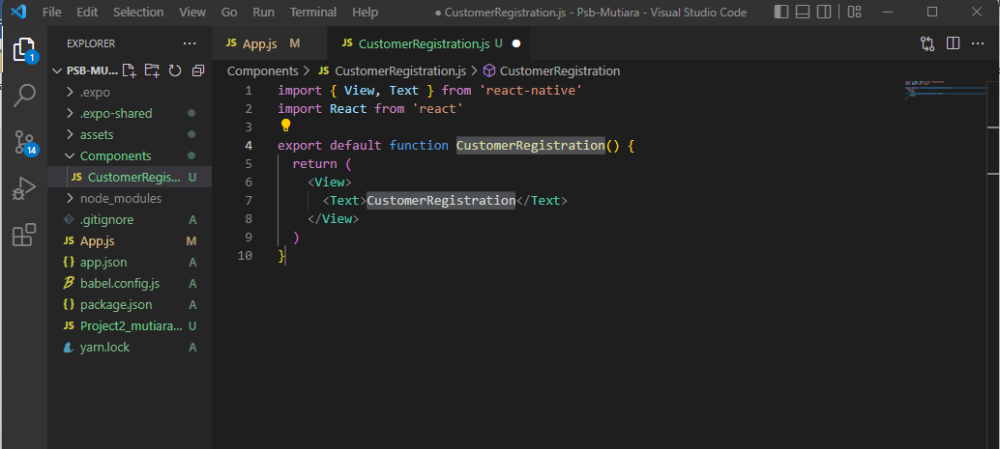 File Edit Selection View Go Run Terminal Help
● CustomerRegistration.js - Psb-Mutiara - Visual Studio Code
EXPLORER
PSB-MU...
.expo
.expo-shared
assets
Components
JS CustomerRegis... U
node_modules
.gitignore A
JS App.js M
{} app.json A
babel.config.js A
{} package.json A
JS Project2_mutiara... U
yarn.lock A
1
14
JS App.js M
JS CustomerRegistration.js U ●
Components > JS CustomerRegistration.js > CustomerRegistration
1 import { View, Text } from 'react-native'
2 import React from 'react'
3
4 export default function CustomerRegistration() {
5 return (
6 <View>
7 <Text>CustomerRegistration</Text>
8 </View>
9 )
10 }